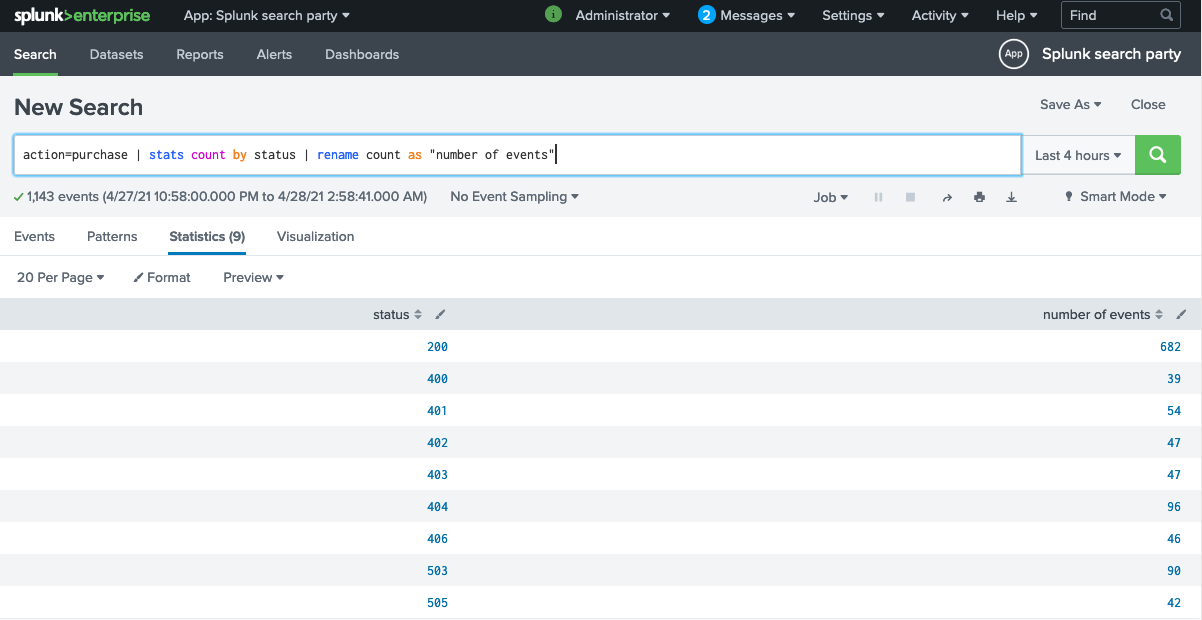 splunk>enterprise App: Splunk search party i Administrator 2 Messages Settings Activity Help Find
Search Datasets Reports Alerts Dashboards App Splunk search party
New Search Save As Close
action=purchase | stats count by status | rename count as "number of events" Last 4 hours
1,143 events (4/27/21 10:58:00.000 PM to 4/28/21 2:58:41.000 AM) No Event Sampling Job Smart Mode
Events Patterns Statistics (9) Visualization
20 Per Page Format Preview
status number of events
200 682
400 39
401 54
402 47
403 47
404 96
406 46
503 90
505 42